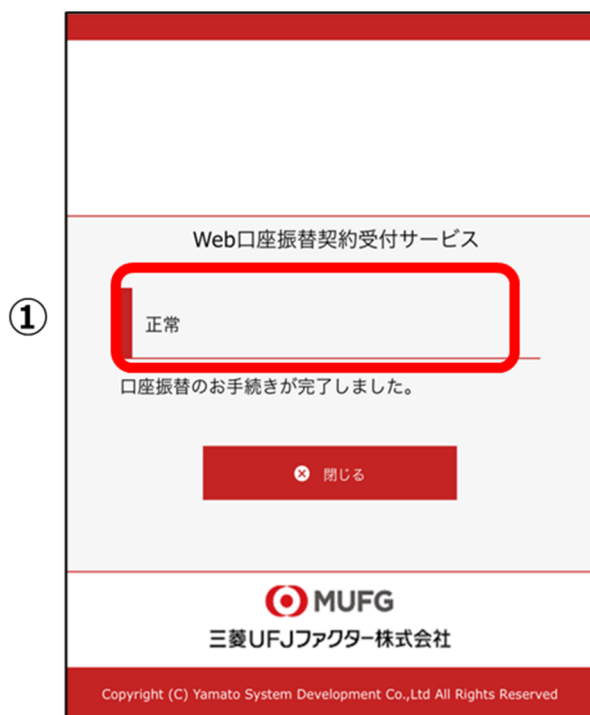 Web口座振替契約受付サービス
①
正常
口座振替のお手続きが完了しました。
閉じる
MUFG
三菱UFJファクター株式会社
Copyright (C) Yamato System Development Co.,Ltd All Rights Reserved